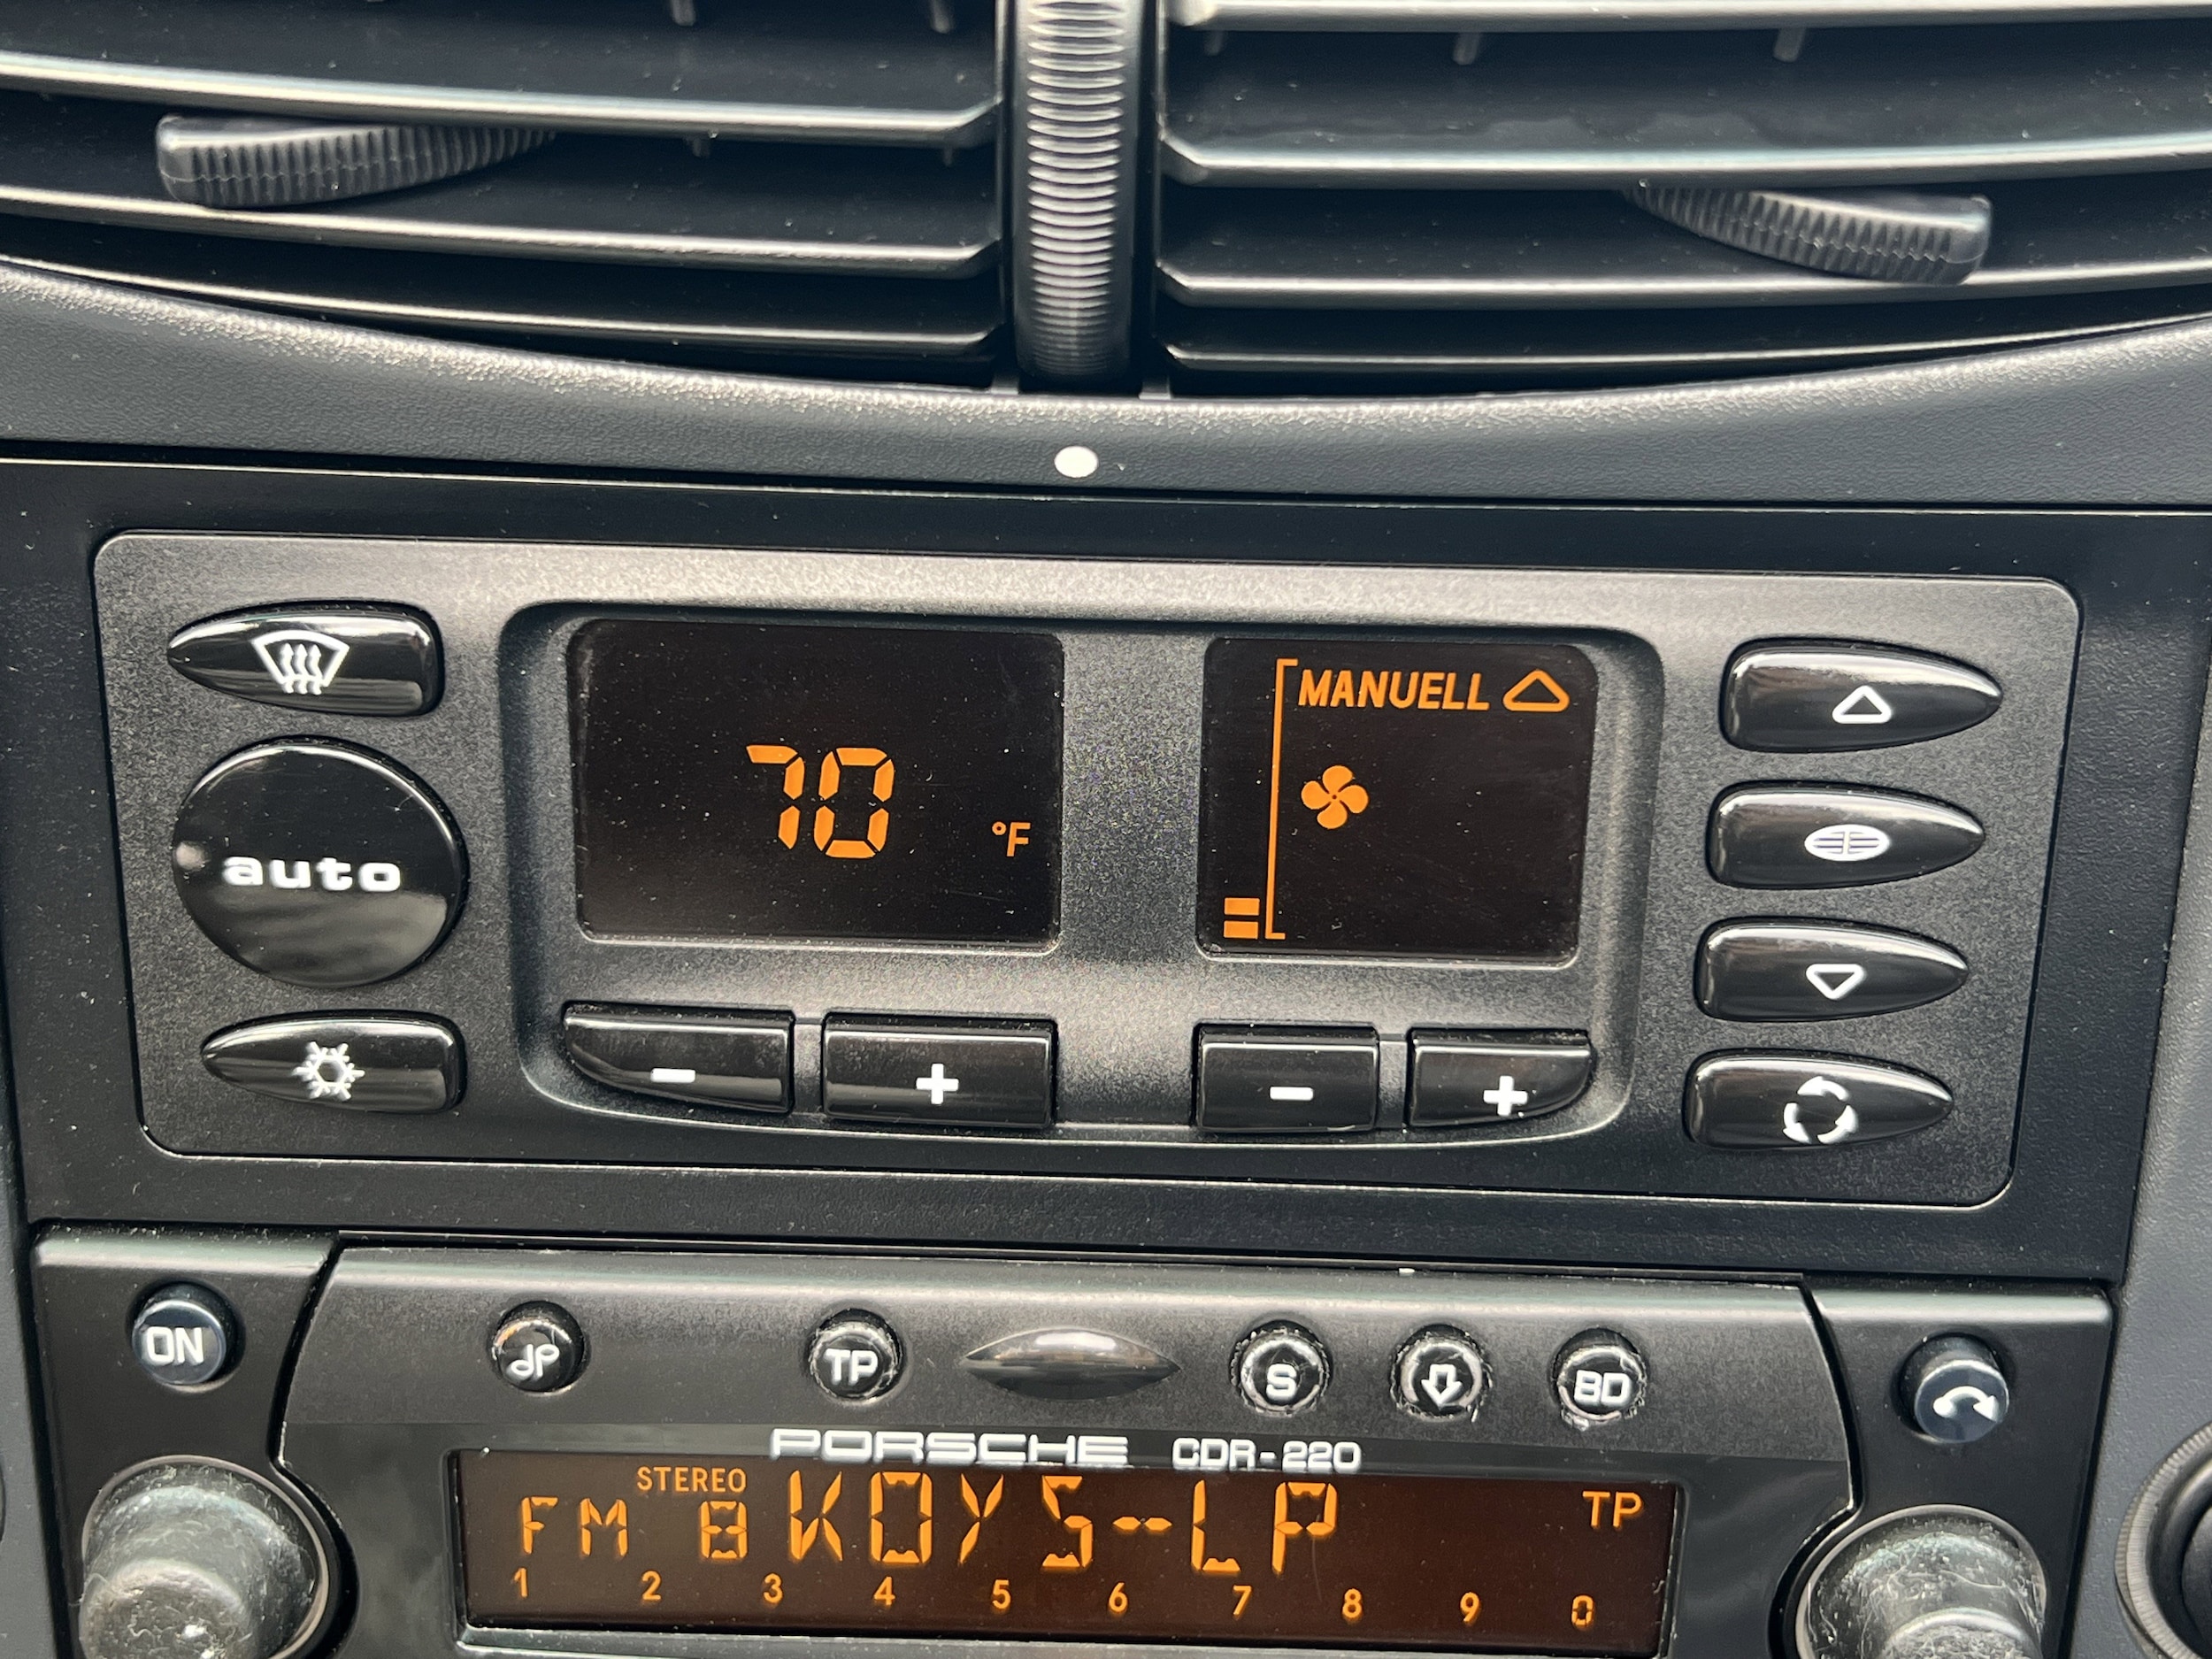 MANUELL
70 °F
auto
- + - +
ON TP S BD
PORSCHE CDR-220
STEREO
FM 8 KOYS-LP TP
1 2 3 4 5 6 7 8 9 0